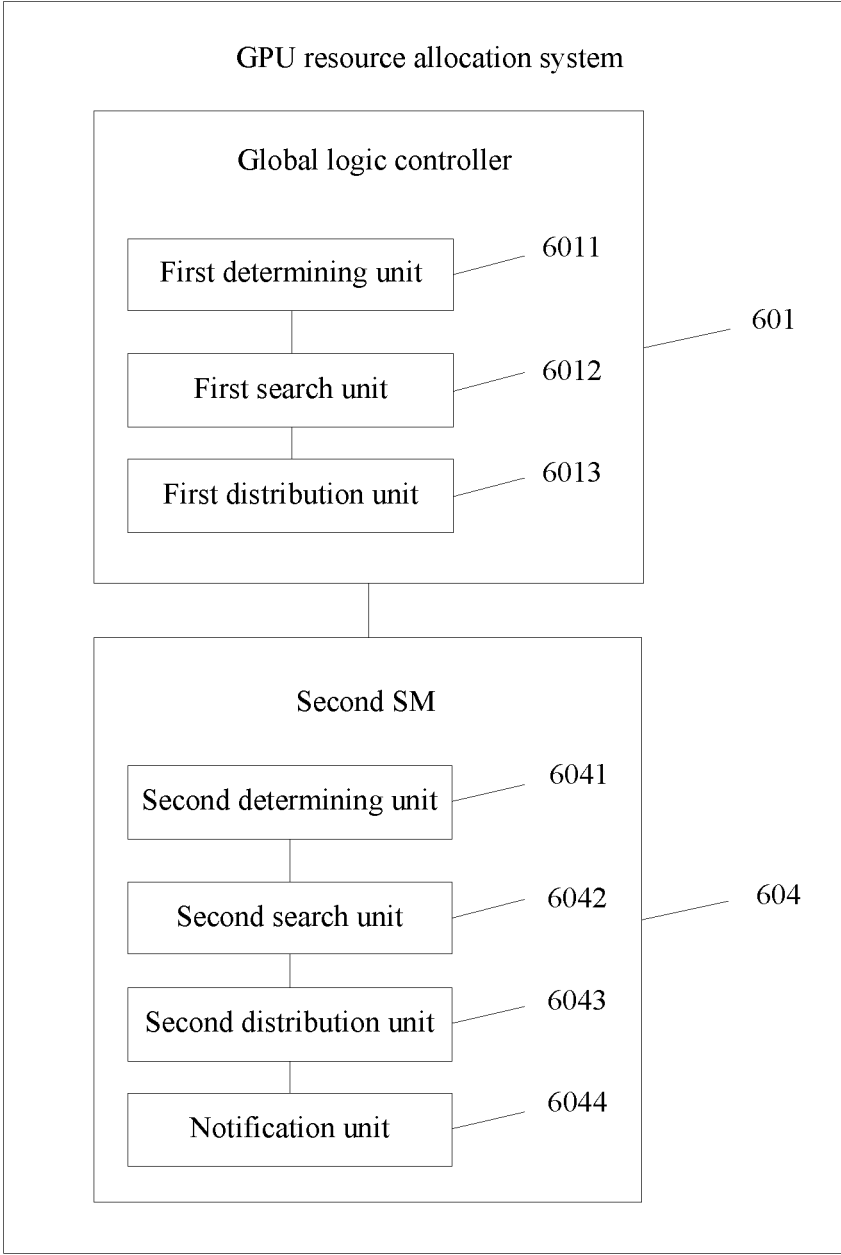 GPU resource allocation system
Global logic controller
First determining unit
6011
First search unit
6012
First distribution unit
6013
601
Second SM
Second determining unit
6041
Second search unit
6042
Second distribution unit
6043
Notification unit
6044
604